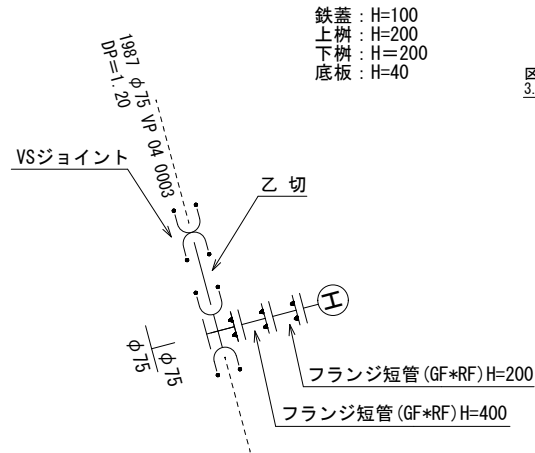 鉄蓋：H=100
上桝：H=200
下桝：H＝200
底板：H=40
区
3.
1987 φ75 VP 04 0003
DP=1.20
VSジョイント
乙 切
エ
φ75
φ75
フランジ短管(GF*RF)H=200
フランジ短管(GF*RF)H=400